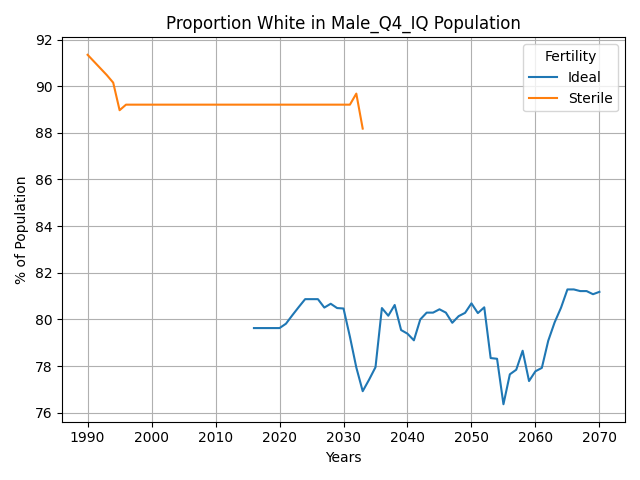 Proportion White in Male_Q4_IQ Population
Fertility
Ideal
Sterile
% of Population
92
90
88
86
84
82
80
78
76
1990 2000 2010 2020 2030 2040 2050 2060 2070
Years